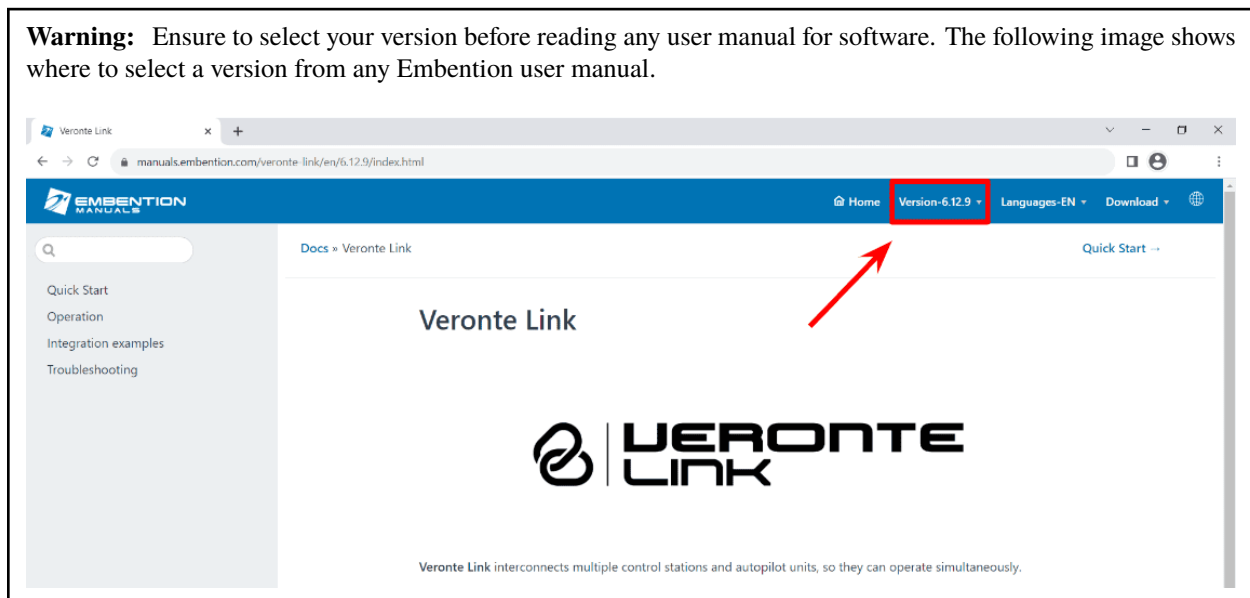 Warning: Ensure to select your version before reading any user manual for software. The following image shows
where to select a version from any Embention user manual.
Veronte Link
manuals.embention.com/veronte-link/en/6.12.9/index.html
EMBENTION
MANUALS
Home Version-6.12.9 Languages-EN Download
Docs » Veronte Link
Quick Start →
Quick Start
Operation
Integration examples
Troubleshooting
Veronte Link
VERONTE
LINK
Veronte Link interconnects multiple control stations and autopilot units, so they can operate simultaneously.